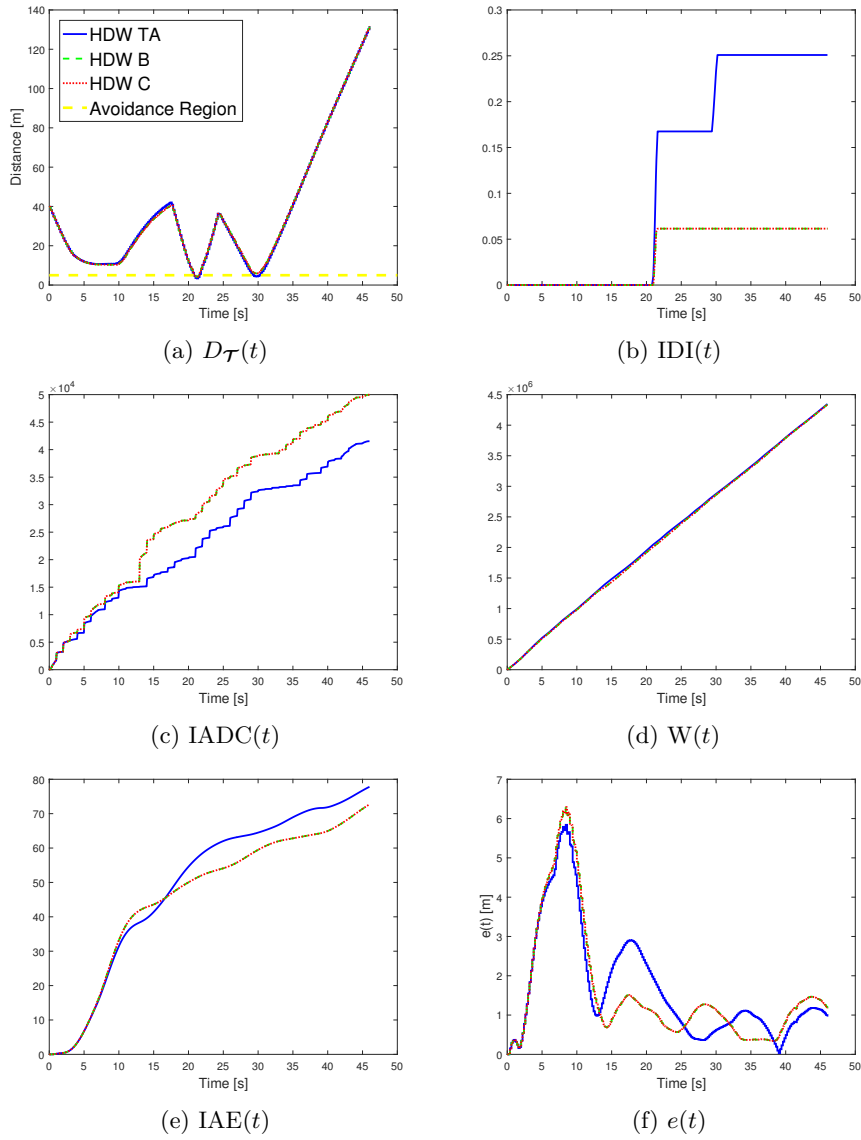 140
120
100
80
60
40
20
0
Distance [m]
HDW TA
HDW B
HDW C
Avoidance Region
0 5 10 15 20 25 30 35 40 45 50
Time [s]
(a) D𝓣(t)
0.3
0.25
0.2
0.15
0.1
0.05
0
0 5 10 15 20 25 30 35 40 45 50
Time [s]
(b) IDI(t)
×10⁴
5
4.5
4
3.5
3
2.5
2
1.5
1
0.5
0
0 5 10 15 20 25 30 35 40 45 50
Time [s]
(c) IADC(t)
×10⁶
4.5
4
3.5
3
2.5
2
1.5
1
0.5
0
0 5 10 15 20 25 30 35 40 45 50
Time [s]
(d) W(t)
80
70
60
50
40
30
20
10
0
0 5 10 15 20 25 30 35 40 45 50
Time [s]
(e) IAE(t)
7
6
5
4
3
2
1
0
e(t) [m]
0 5 10 15 20 25 30 35 40 45 50
Time [s]
(f) e(t)